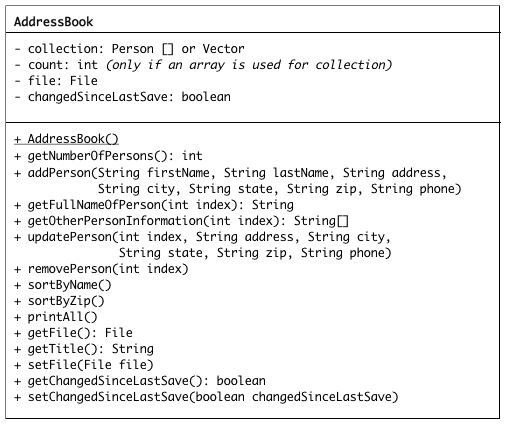 AddressBook
- collection: Person [] or Vector
- count: int (only if an array is used for collection)
- file: File
- changedSinceLastSave: boolean
+ AddressBook()
+ getNumberOfPersons(): int
+ addPerson(String firstName, String lastName, String address,
String city, String state, String zip, String phone)
+ getFullNameOfPerson(int index): String
+ getOtherPersonInformation(int index): String[]
+ updatePerson(int index, String address, String city,
String state, String zip, String phone)
+ removePerson(int index)
+ sortByName()
+ sortByZip()
+ printAll()
+ getFile(): File
+ getTitle(): String
+ setFile(File file)
+ getChangedSinceLastSave(): boolean
+ setChangedSinceLastSave(boolean changedSinceLastSave)